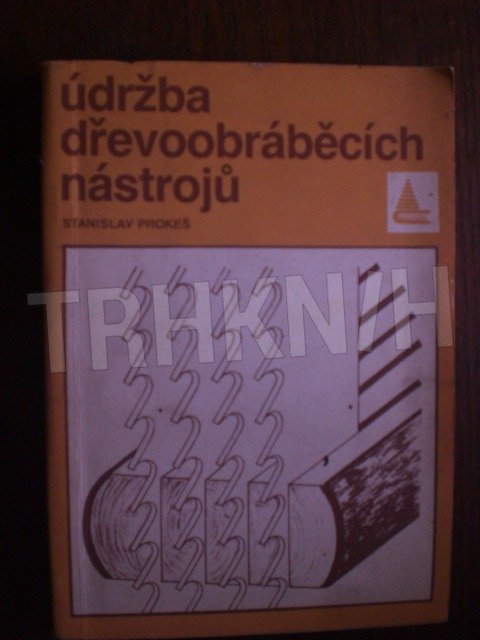 údržba
dřevoobráběcích
nástrojů
STANISLAV PROKEŠ
TRHKNIH